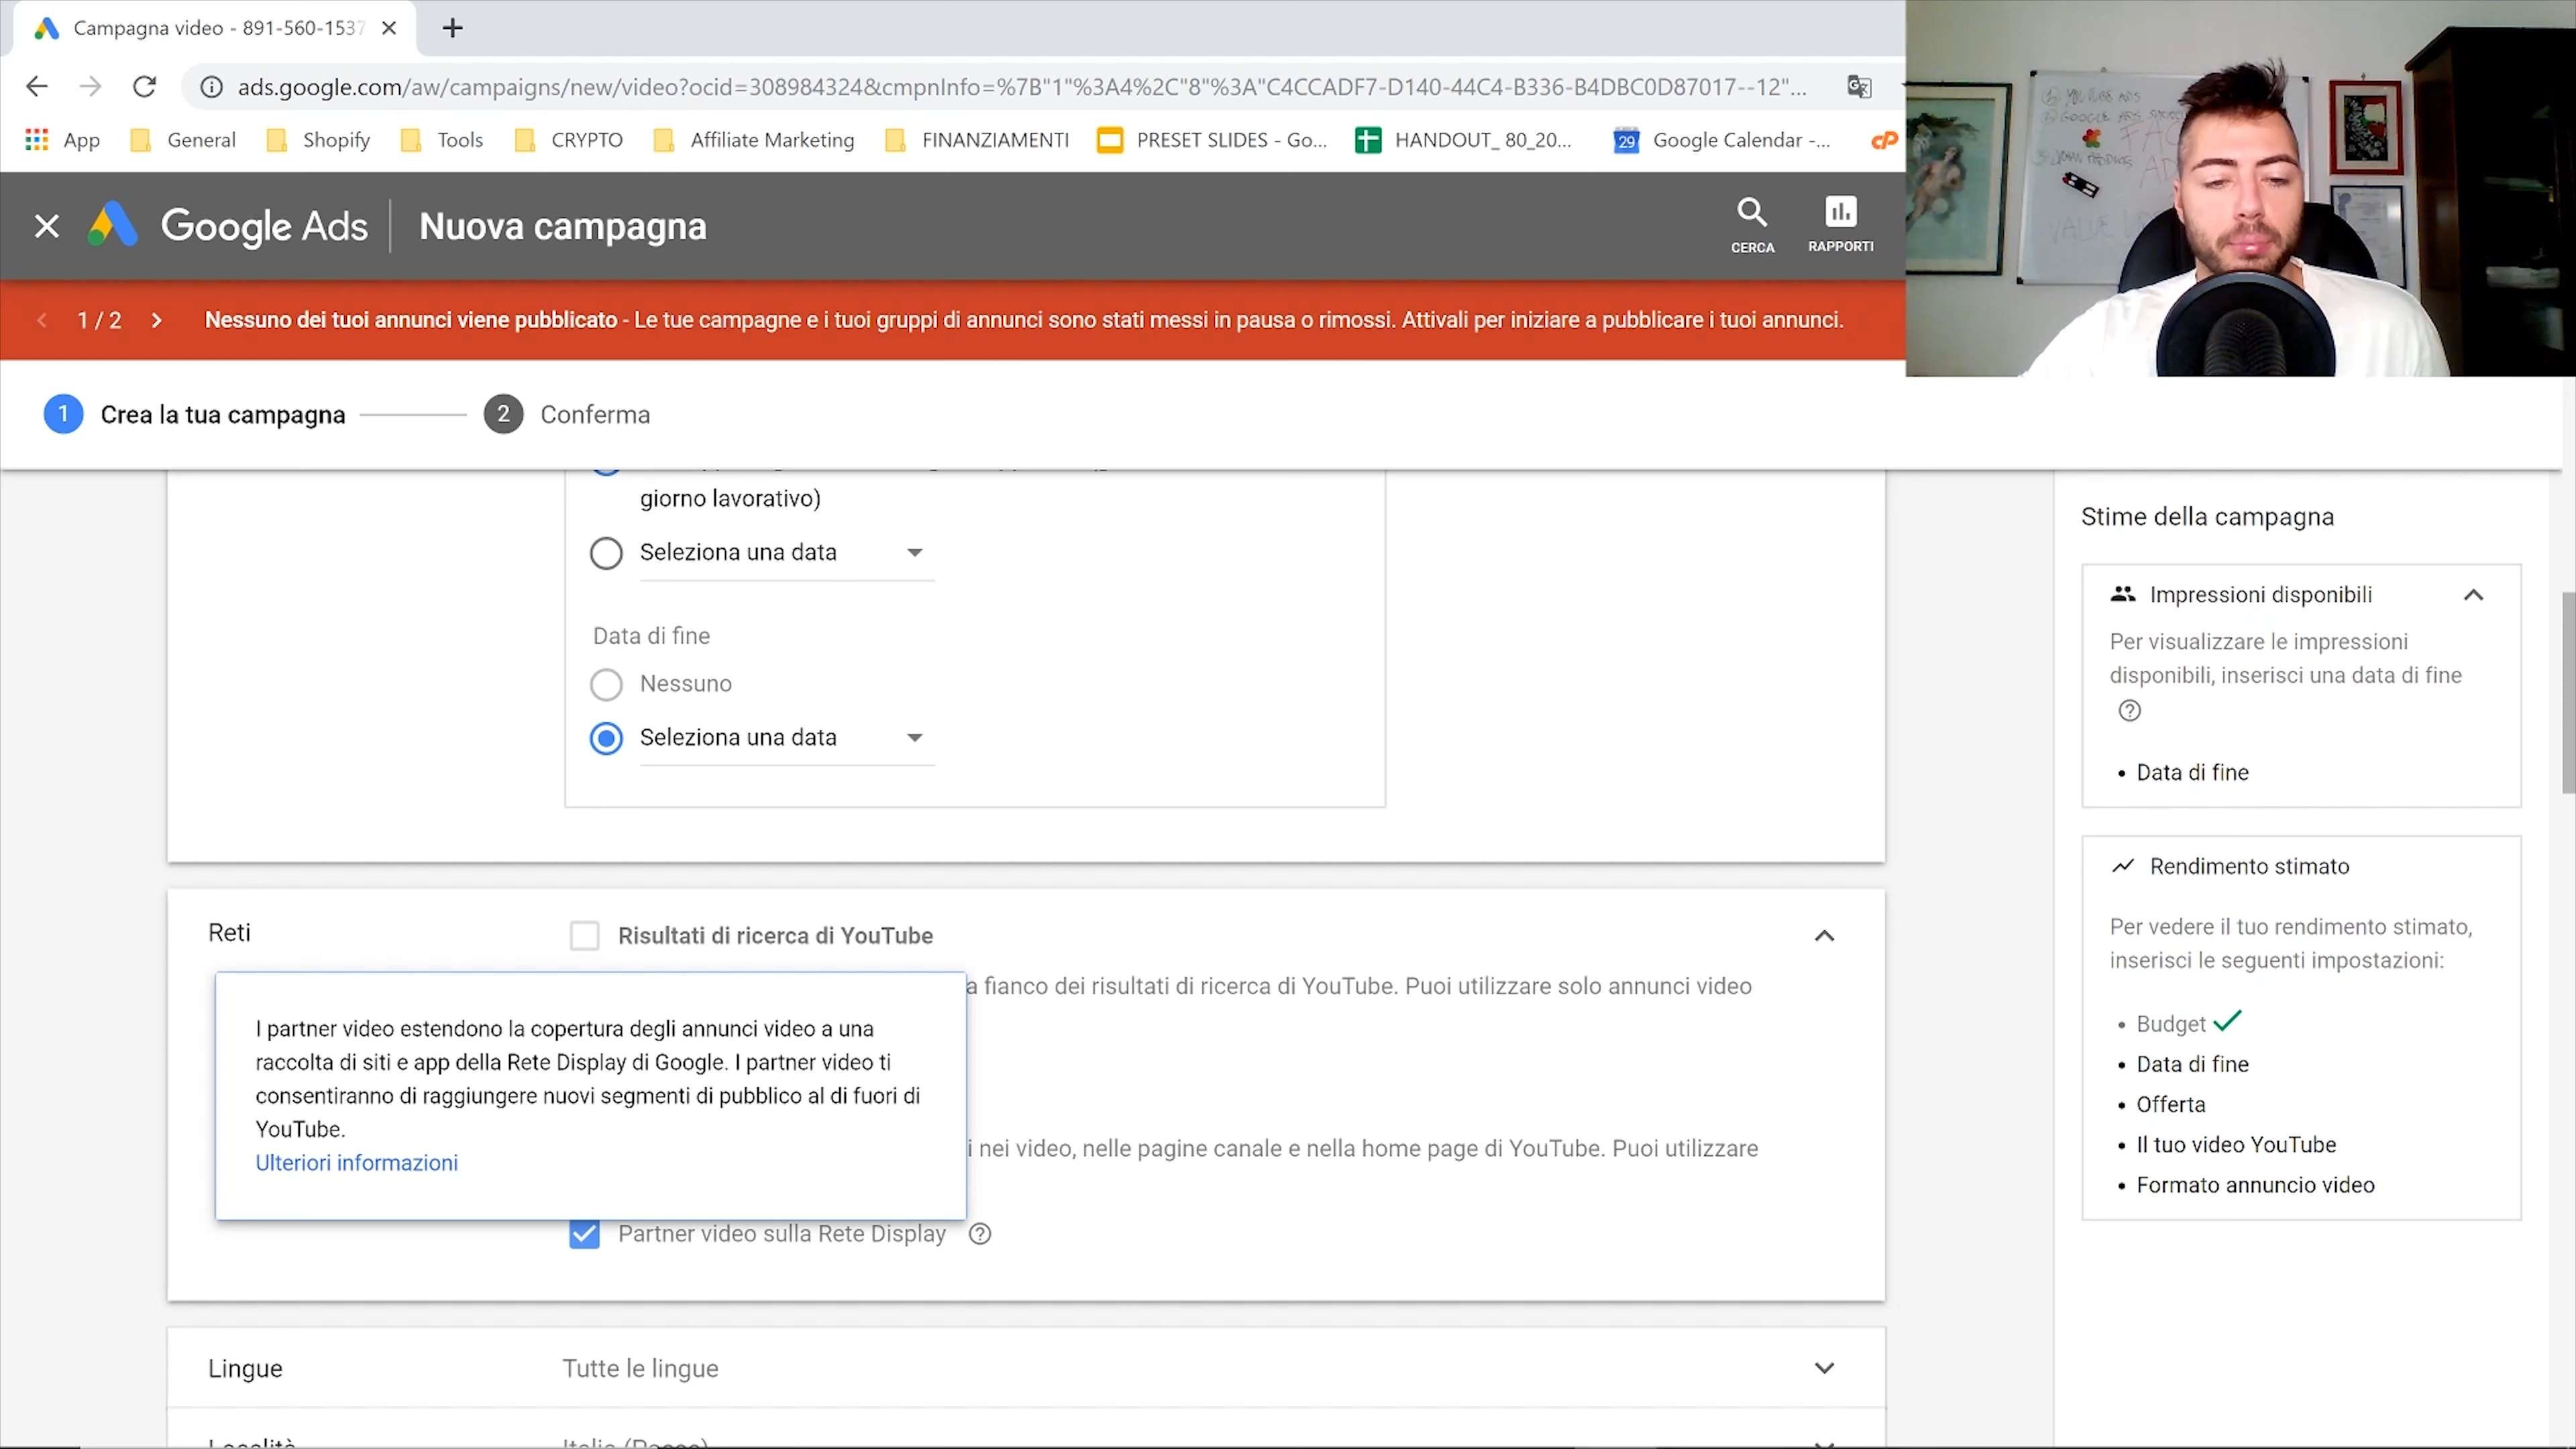 Campagna video - 891-560-1537
ads.google.com/aw/campaigns/new/video?ocid=308984324&cmpnInfo=%7B"1"%3A4%2C"8"%3A"C4CCADF7-D140-44C4-B336-B4DBC0D87017--12"...
App
General
Shopify
Tools
CRYPTO
Affiliate Marketing
FINANZIAMENTI
PRESET SLIDES - Go...
HANDOUT_ 80_20...
29
Google Calendar -...
Google Ads
Nuova campagna
CERCA
RAPPORTI
1 / 2
Nessuno dei tuoi annunci viene pubblicato - Le tue campagne e i tuoi gruppi di annunci sono stati messi in pausa o rimossi. Attivali per iniziare a pubblicare i tuoi annunci.
1 Crea la tua campagna
2 Conferma
giorno lavorativo)
Seleziona una data
Data di fine
Nessuno
Seleziona una data
Reti
Risultati di ricerca di YouTube
a fianco dei risultati di ricerca di YouTube. Puoi utilizzare solo annunci video
I partner video estendono la copertura degli annunci video a una
raccolta di siti e app della Rete Display di Google. I partner video ti
consentiranno di raggiungere nuovi segmenti di pubblico al di fuori di
YouTube.
Ulteriori informazioni
i nei video, nelle pagine canale e nella home page di YouTube. Puoi utilizzare
Partner video sulla Rete Display
Lingue
Tutte le lingue
Stime della campagna
Impressioni disponibili
Per visualizzare le impressioni
disponibili, inserisci una data di fine
• Data di fine
Rendimento stimato
Per vedere il tuo rendimento stimato,
inserisci le seguenti impostazioni:
• Budget
• Data di fine
• Offerta
• Il tuo video YouTube
• Formato annuncio video